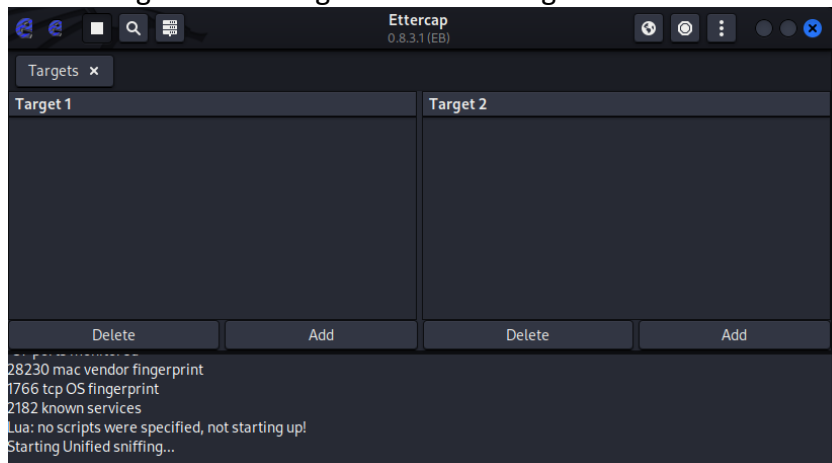 Ettercap
0.8.3.1 (EB)
Targets ×
Target 1 Target 2
Delete Add Delete Add
28230 mac vendor fingerprint
1766 tcp OS fingerprint
2182 known services
Lua: no scripts were specified, not starting up!
Starting Unified sniffing...